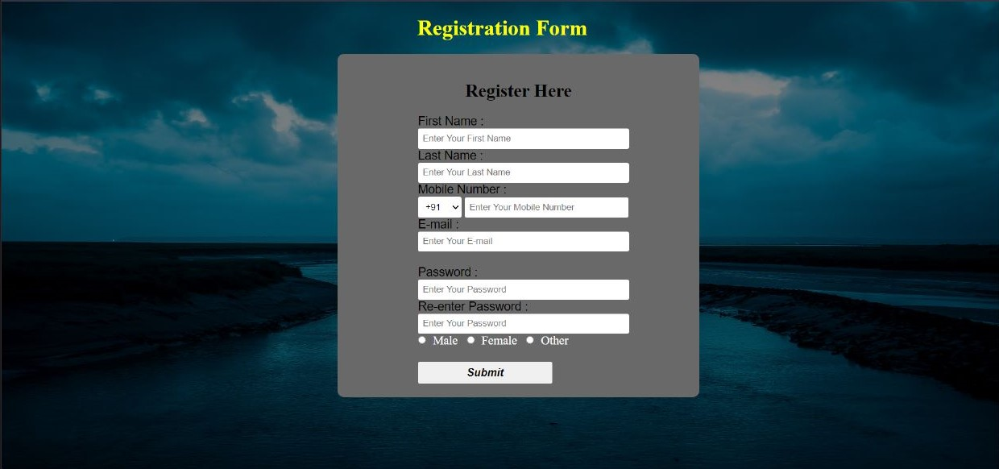 Registration Form
Register Here
First Name :
Enter Your First Name
Last Name :
Enter Your Last Name
Mobile Number :
+91 Enter Your Mobile Number
E-mail :
Enter Your E-mail
Password :
Enter Your Password
Re-enter Password :
Enter Your Password
Male Female Other
Submit